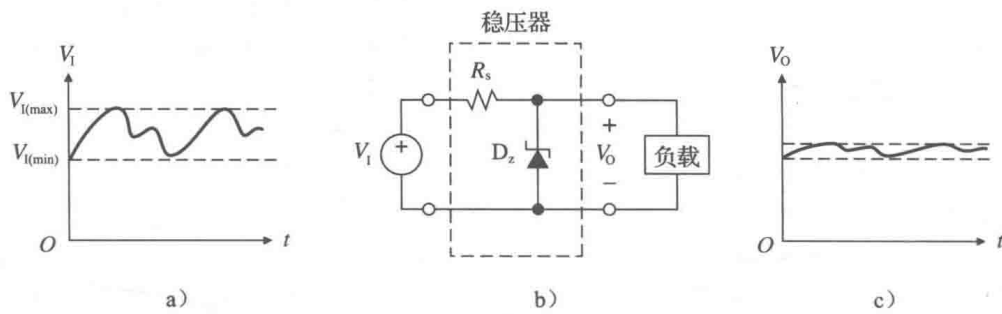 稳压器
V_I
V_I(max)
V_I(min)
O
t
a）
R_s
V_I
+
D_z
+
V_O
−
负载
b）
V_O
O
t
c）